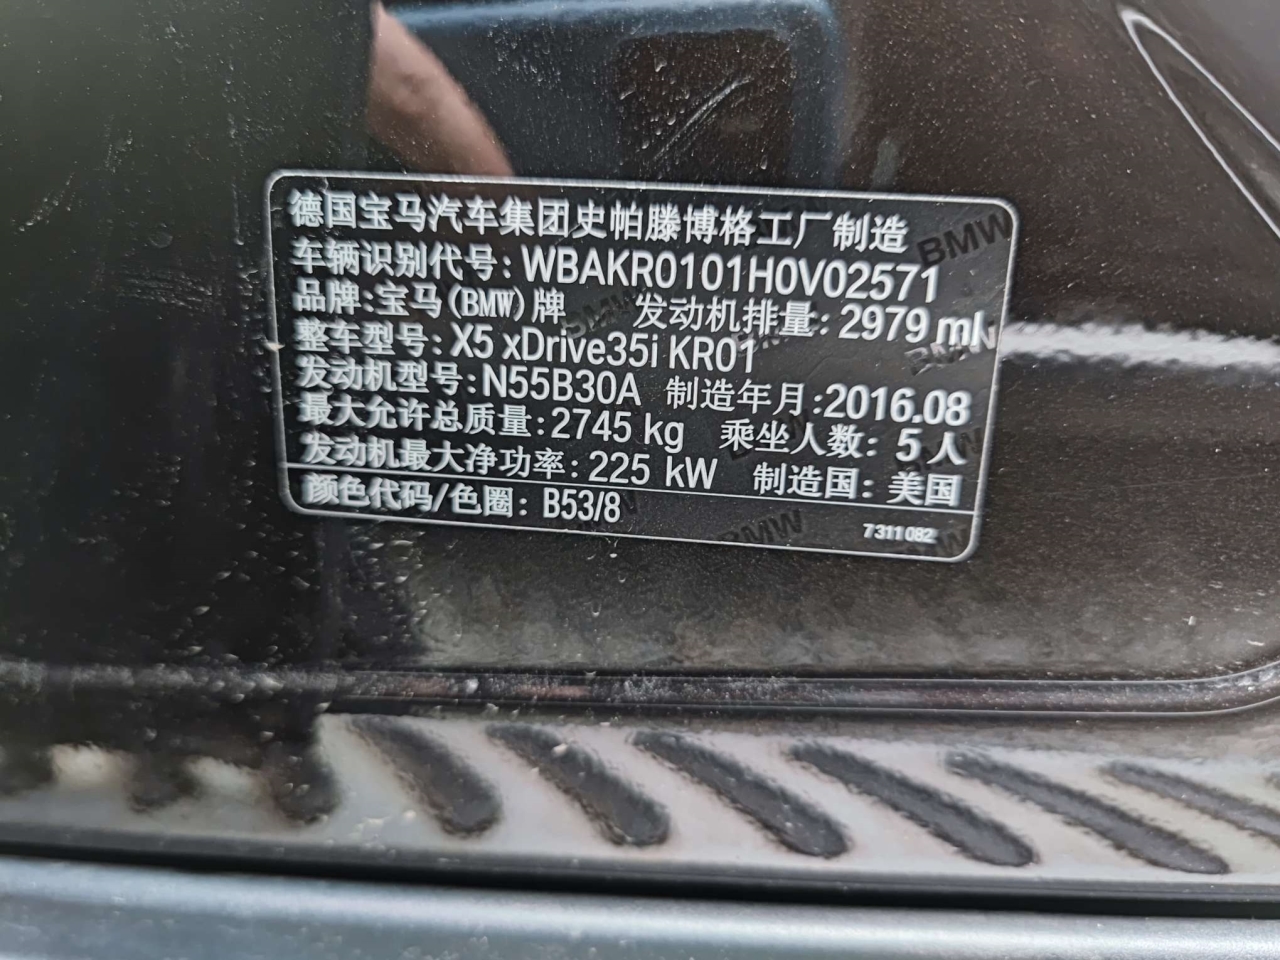 德国宝马汽车集团史帕滕博格工厂制造
车辆识别代号: WBAKR0101H0V02571
品牌: 宝马(BMW)牌 发动机排量: 2979 ml
整车型号: X5 xDrive35i KR01
发动机型号: N55B30A 制造年月: 2016.08
最大允许总质量: 2745 kg 乘坐人数: 5人
发动机最大净功率: 225 kW 制造国: 美国
颜色代码/色圈: B53/8
7311082